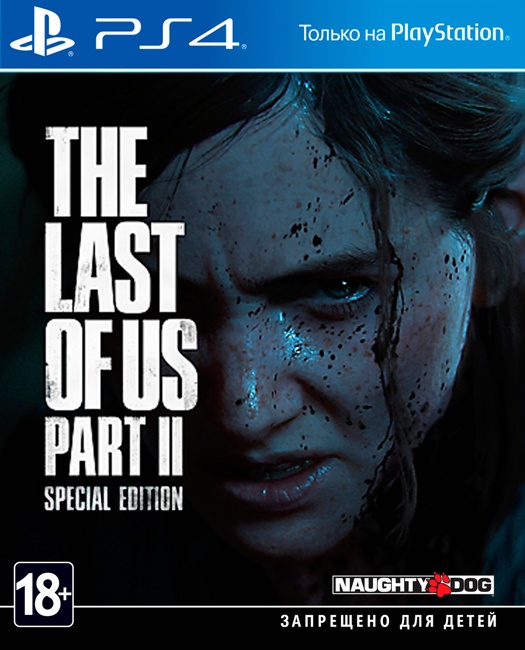 PS4
Только на PlayStation
THE
LAST
OF US
PART II
SPECIAL EDITION
18+
NAUGHTY DOG
ЗАПРЕЩЕНО ДЛЯ ДЕТЕЙ